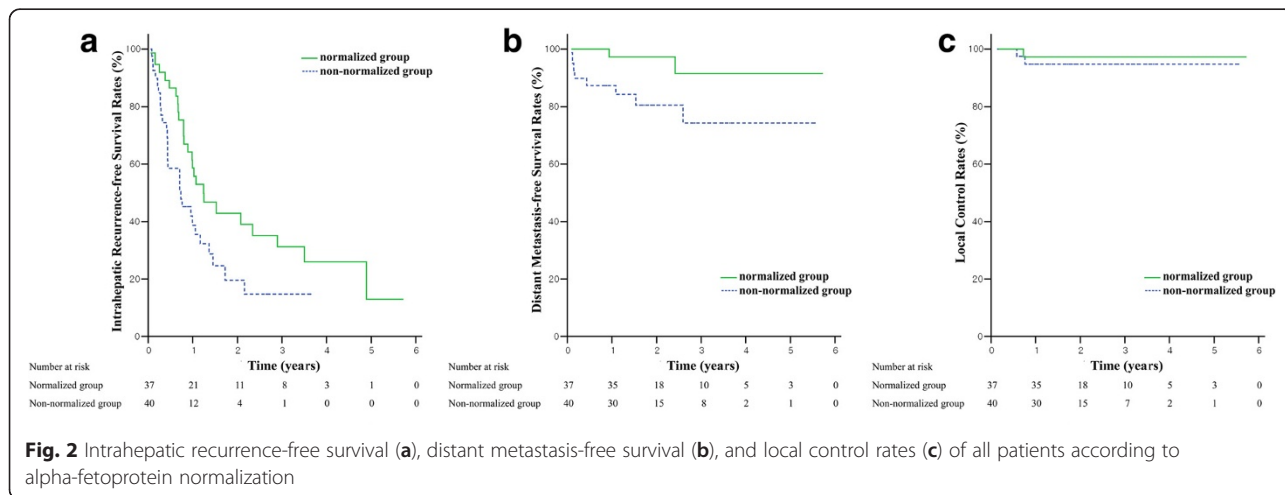 a
Intrahepatic Recurrence-free Survival Rates (%)
100
80
60
40
20
0
normalized group
non-normalized group
0 1 2 3 4 5 6
Time (years)
Number at risk
Normalized group 37 21 11 8 3 1 0
Non-normalized group 40 12 4 1 0 0 0
b
Distant Metastasis-free Survival Rates (%)
100
80
60
40
20
0
normalized group
non-normalized group
0 1 2 3 4 5 6
Time (years)
Number at risk
Normalized group 37 35 18 10 5 3 0
Non-normalized group 40 30 15 8 2 1 0
c
Local Control Rates (%)
100
80
60
40
20
0
normalized group
non-normalized group
0 1 2 3 4 5 6
Time (years)
Number at risk
Normalized group 37 35 18 10 5 3 0
Non-normalized group 40 30 15 7 2 1 0
Fig. 2 Intrahepatic recurrence-free survival (a), distant metastasis-free survival (b), and local control rates (c) of all patients according to
alpha-fetoprotein normalization